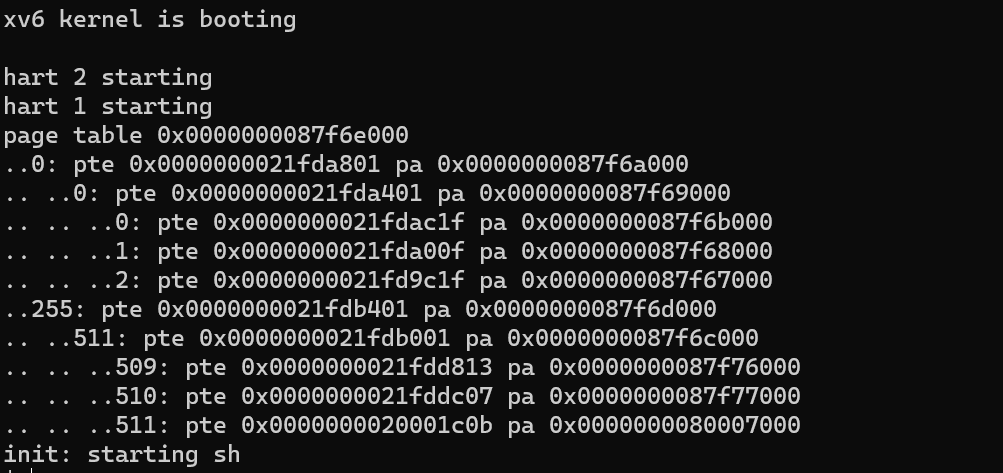 xv6 kernel is booting
hart 2 starting
hart 1 starting
page table 0x0000000087f6e000
..0: pte 0x0000000021fda801 pa 0x0000000087f6a000
.. ..0: pte 0x0000000021fda401 pa 0x0000000087f69000
.. .. ..0: pte 0x0000000021fdac1f pa 0x0000000087f6b000
.. .. ..1: pte 0x0000000021fda00f pa 0x0000000087f68000
.. .. ..2: pte 0x0000000021fd9c1f pa 0x0000000087f67000
..255: pte 0x0000000021fdb401 pa 0x0000000087f6d000
.. ..511: pte 0x0000000021fdb001 pa 0x0000000087f6c000
.. .. ..509: pte 0x0000000021fdd813 pa 0x0000000087f76000
.. .. ..510: pte 0x0000000021fddc07 pa 0x0000000087f77000
.. .. ..511: pte 0x0000000020001c0b pa 0x0000000080007000
init: starting sh